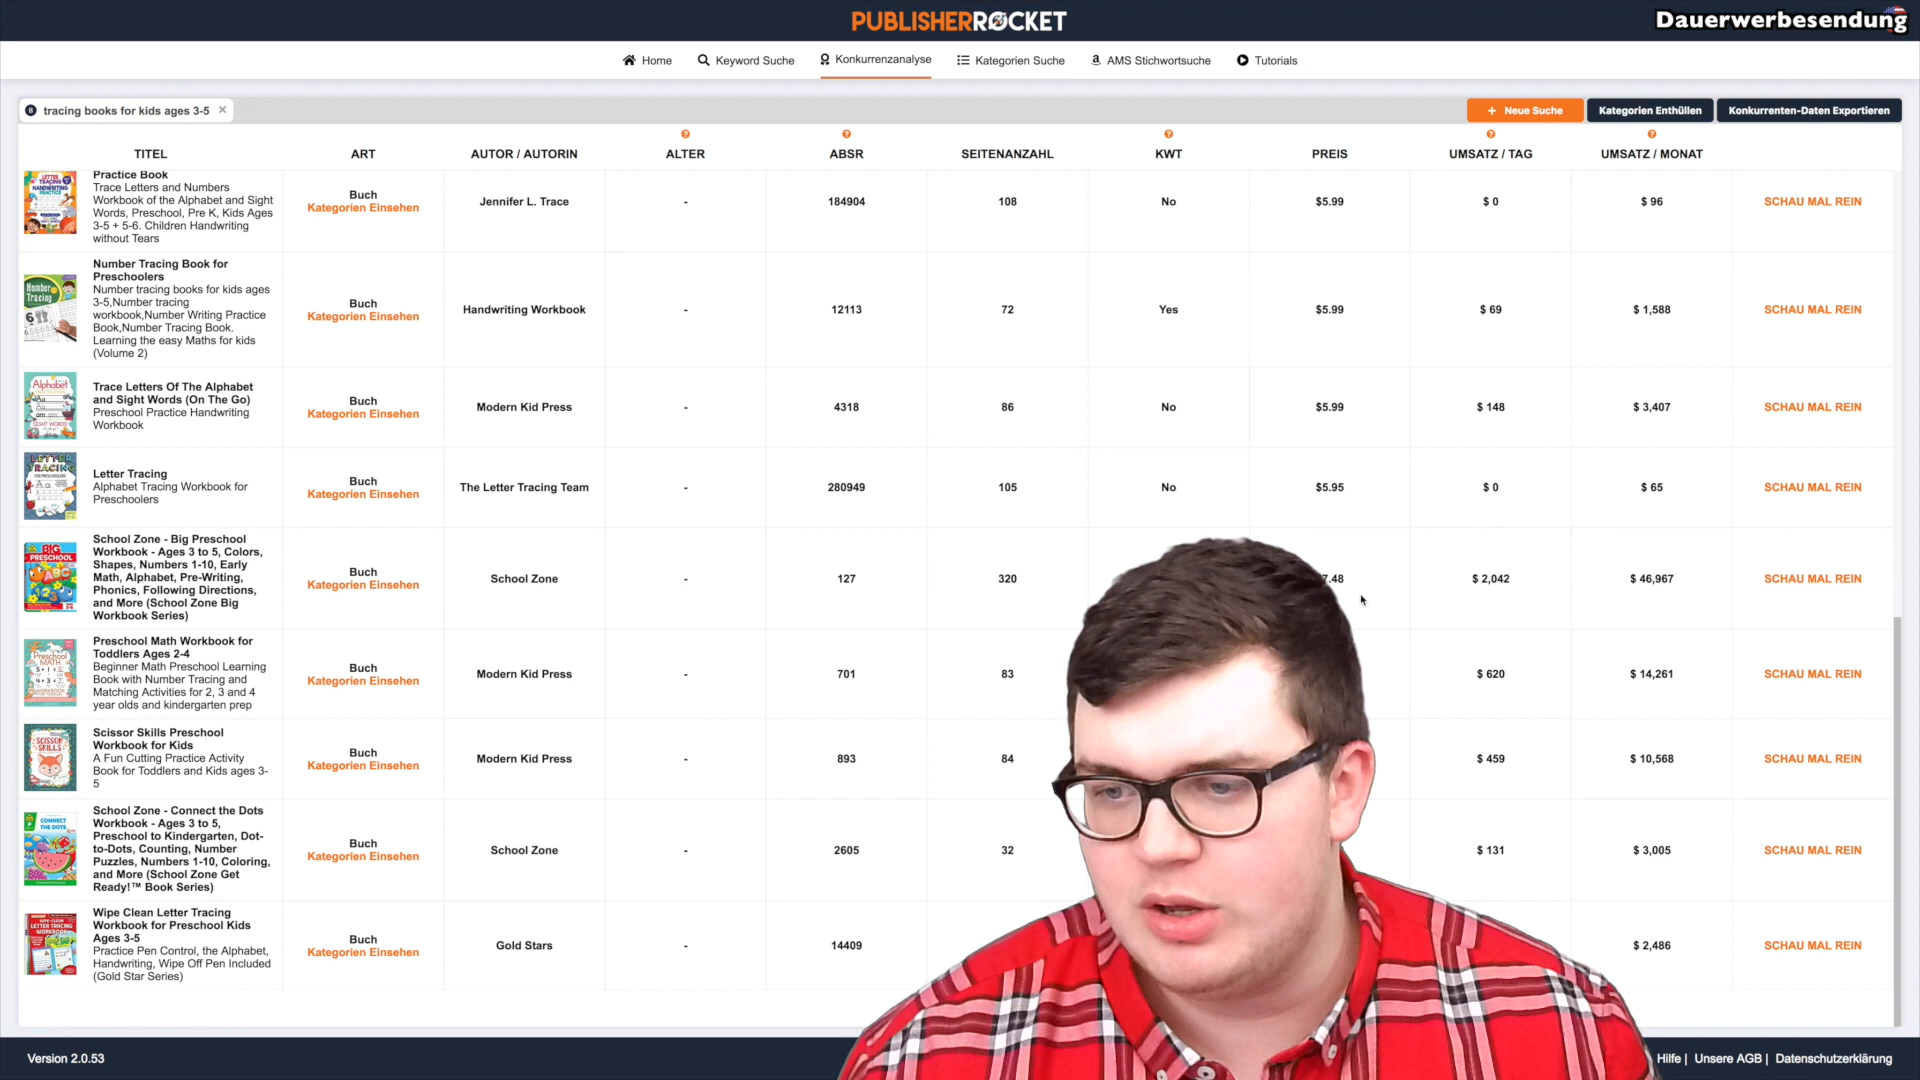 PUBLISHERROCKET
Dauerwerbesendung
Home
Keyword Suche
Konkurrenzanalyse
Kategorien Suche
AMS Stichwortsuche
Tutorials
tracing books for kids ages 3-5
Neue Suche
Kategorien Enthüllen
Konkurrenten-Daten Exportieren
TITEL ART AUTOR / AUTORIN ALTER ABSR SEITENANZAHL KWT PREIS UMSATZ / TAG UMSATZ / MONAT
Practice Book
Trace Letters and Numbers
Workbook of the Alphabet and Sight
Words, Preschool, Pre K, Kids Ages
3-5 + 5-6. Children Handwriting
without Tears
Buch
Kategorien Einsehen
Jennifer L. Trace - 184904 108 No $5.99 $ 0 $ 96 SCHAU MAL REIN
Number Tracing Book for
Preschoolers
Number tracing books for kids ages
3-5,Number tracing
workbook,Number Writing Practice
Book,Number Tracing Book.
Learning the easy Maths for kids
(Volume 2)
Buch
Kategorien Einsehen
Handwriting Workbook - 12113 72 Yes $5.99 $ 69 $ 1,588 SCHAU MAL REIN
Trace Letters Of The Alphabet
and Sight Words (On The Go)
Preschool Practice Handwriting
Workbook
Buch
Kategorien Einsehen
Modern Kid Press - 4318 86 No $5.99 $ 148 $ 3,407 SCHAU MAL REIN
Letter Tracing
Alphabet Tracing Workbook for
Preschoolers
Buch
Kategorien Einsehen
The Letter Tracing Team - 280949 105 No $5.95 $ 0 $ 65 SCHAU MAL REIN
School Zone - Big Preschool
Workbook - Ages 3 to 5, Colors,
Shapes, Numbers 1-10, Early
Math, Alphabet, Pre-Writing,
Phonics, Following Directions,
and More (School Zone Big
Workbook Series)
Buch
Kategorien Einsehen
School Zone - 127 320 7.48 $ 2,042 $ 46,967 SCHAU MAL REIN
Preschool Math Workbook for
Toddlers Ages 2-4
Beginner Math Preschool Learning
Book with Number Tracing and
Matching Activities for 2, 3 and 4
year olds and kindergarten prep
Buch
Kategorien Einsehen
Modern Kid Press - 701 83 $ 620 $ 14,261 SCHAU MAL REIN
Scissor Skills Preschool
Workbook for Kids
A Fun Cutting Practice Activity
Book for Toddlers and Kids ages 3-
5
Buch
Kategorien Einsehen
Modern Kid Press - 893 84 $ 459 $ 10,568 SCHAU MAL REIN
School Zone - Connect the Dots
Workbook - Ages 3 to 5,
Preschool to Kindergarten, Dot-
to-Dots, Counting, Number
Puzzles, Numbers 1-10, Coloring,
and More (School Zone Get
Ready!™ Book Series)
Buch
Kategorien Einsehen
School Zone - 2605 32 $ 131 $ 3,005 SCHAU MAL REIN
Wipe Clean Letter Tracing
Workbook for Preschool Kids
Ages 3-5
Practice Pen Control, the Alphabet,
Handwriting, Wipe Off Pen Included
(Gold Star Series)
Buch
Kategorien Einsehen
Gold Stars - 14409 $ 2,486 SCHAU MAL REIN
Version 2.0.53
Hilfe | Unsere AGB | Datenschutzerklärung